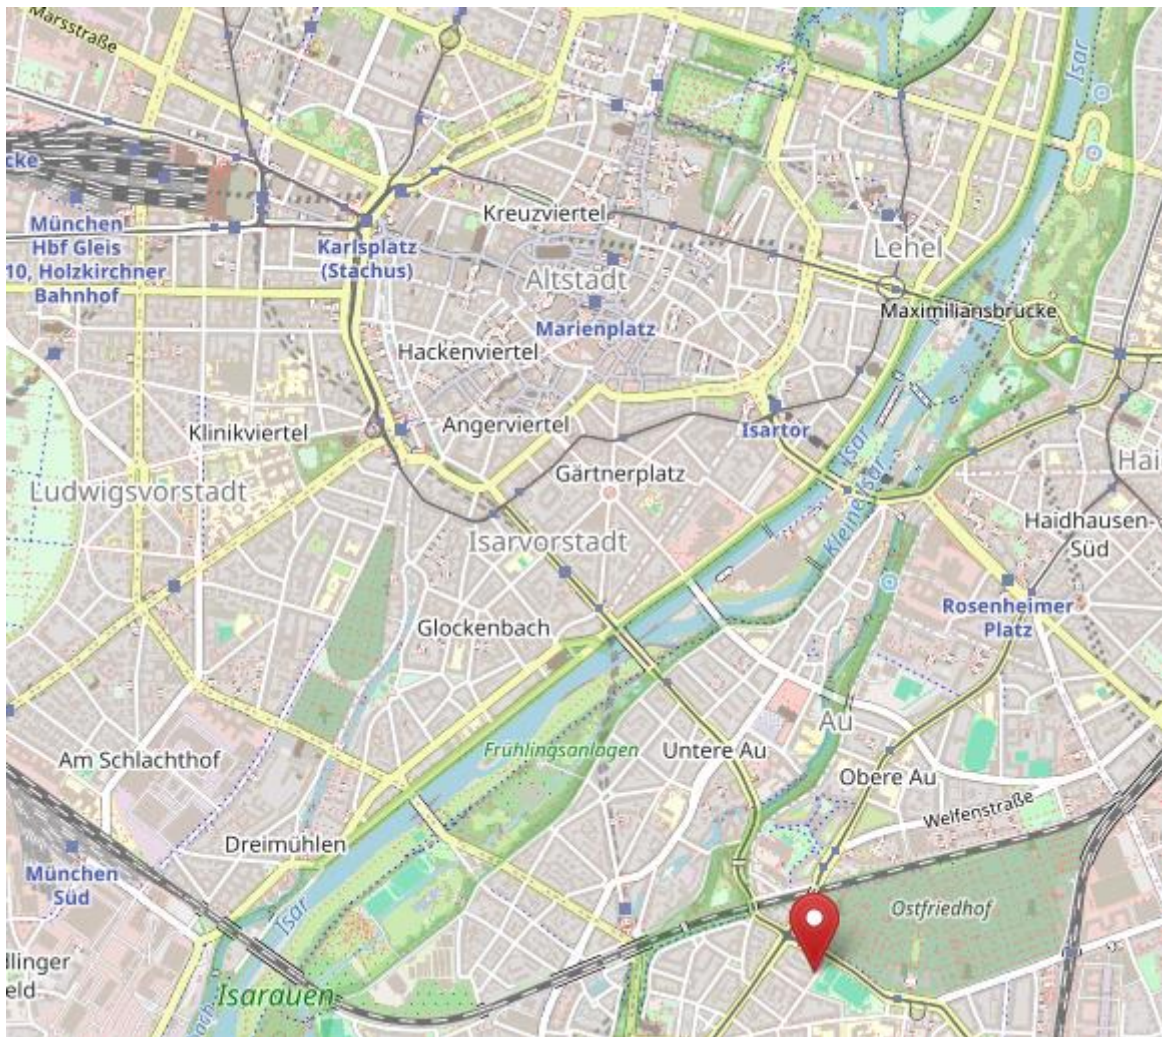 Marsstraße
Isar
cke
München
Hbf Gleis
10, Holzkirchner
Bahnhof
Karlsplatz
(Stachus)
Kreuzviertel
Altstadt
Marienplatz
Lehel
Maximiliansbrücke
Hackenviertel
Klinikviertel
Angerviertel
Isartor
Isar
Kleine Isar
Hai
Ludwigsvorstadt
Gärtnerplatz
Isarvorstadt
Haidhausen-
Süd
Rosenheimer
Platz
Glockenbach
Am Schlachthof
Frühlingsanlagen
Untere Au
Au
Obere Au
Welfenstraße
Dreimühlen
München
Süd
Isar
Ostfriedhof
dlinger
eld
Isarauen
bach